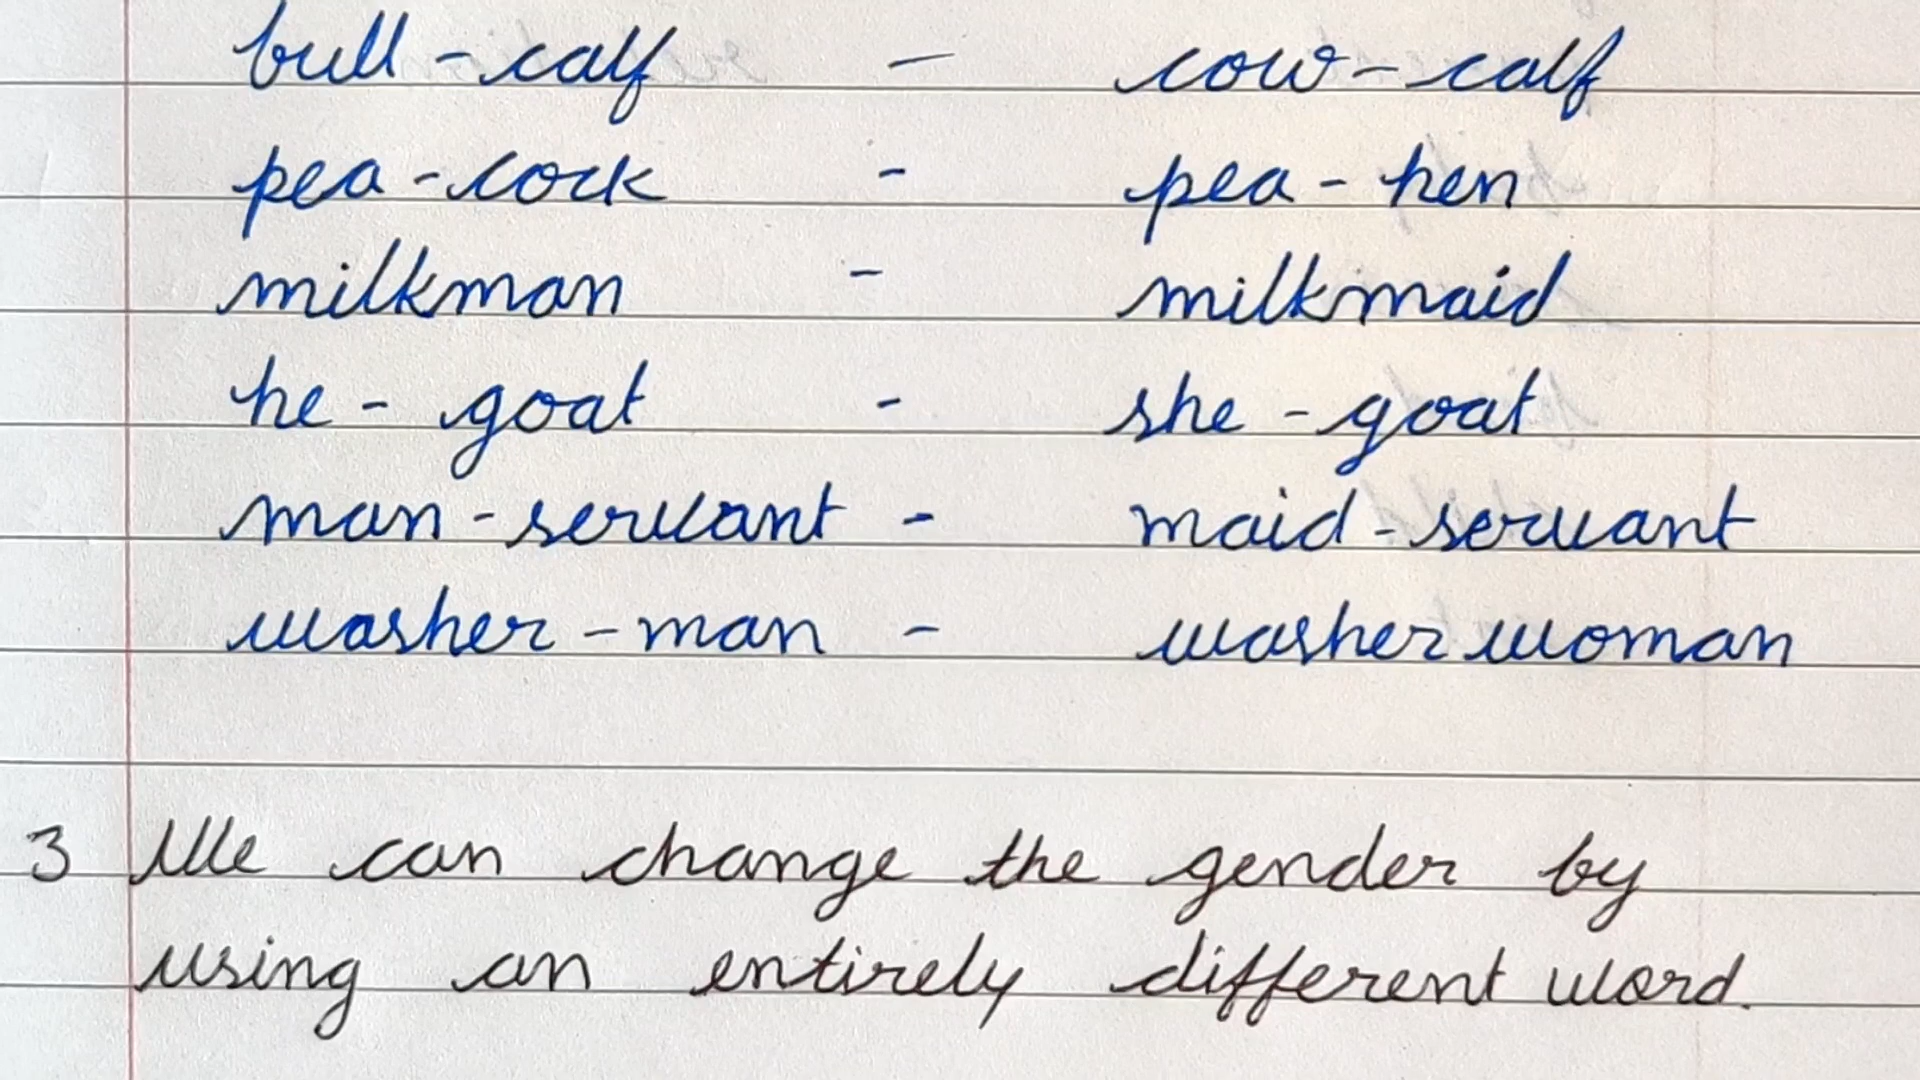 bull - calf - cow - calf
pea - cock - pea - hen
milkman - milkmaid
he - goat - she - goat
man - servant - maid - servant
washer - man - washer woman
3 We can change the gender by
using an entirely different word.